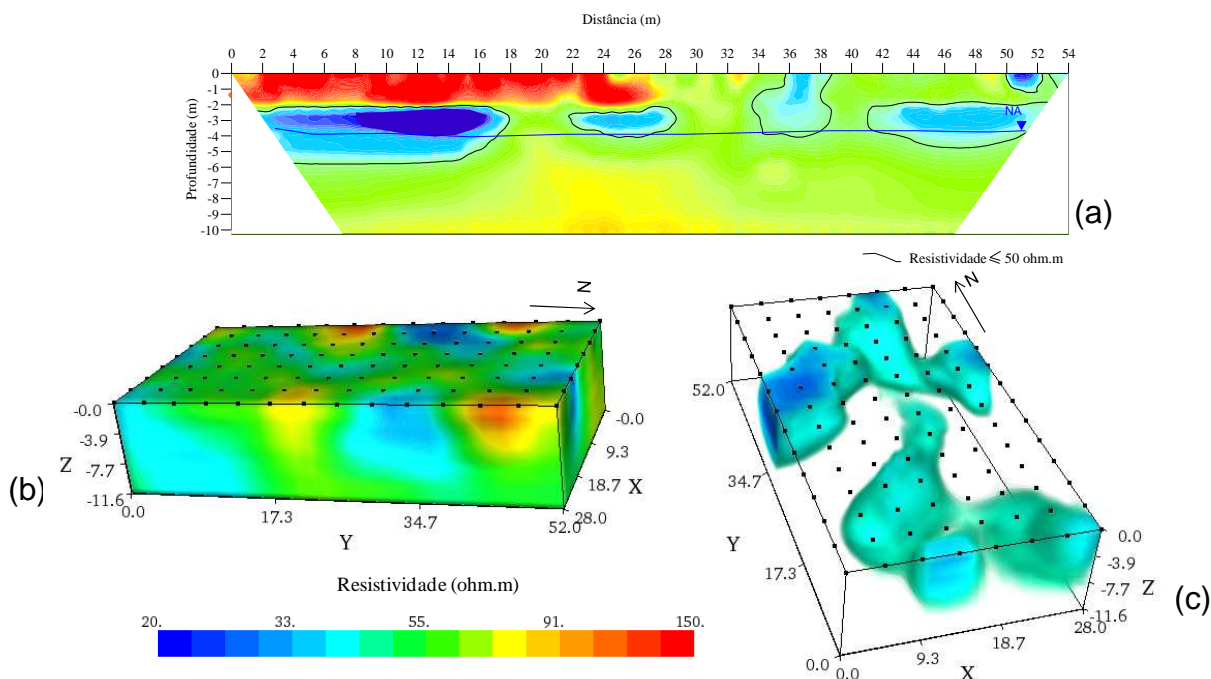 Distância (m)
0 2 4 6 8 10 12 14 16 18 20 22 24 26 28 30 32 34 36 38 40 42 44 46 48 50 52 54
Profundidade (m)
0
-1
-2
-3
-4
-5
-6
-7
-8
-9
-10
NA
(a)
Resistividade ⩽ 50 ohm.m
N
-0.0
-3.9
Z
-7.7
-11.6
0.0
17.3
34.7
52.0
Y
-0.0
9.3
18.7
X
28.0
(b)
N
52.0
34.7
Y
17.3
0.0
0.0
9.3
18.7
28.0
X
0.0
-3.9
Z
-7.7
-11.6
(c)
Resistividade (ohm.m)
20. 33. 55. 91. 150.